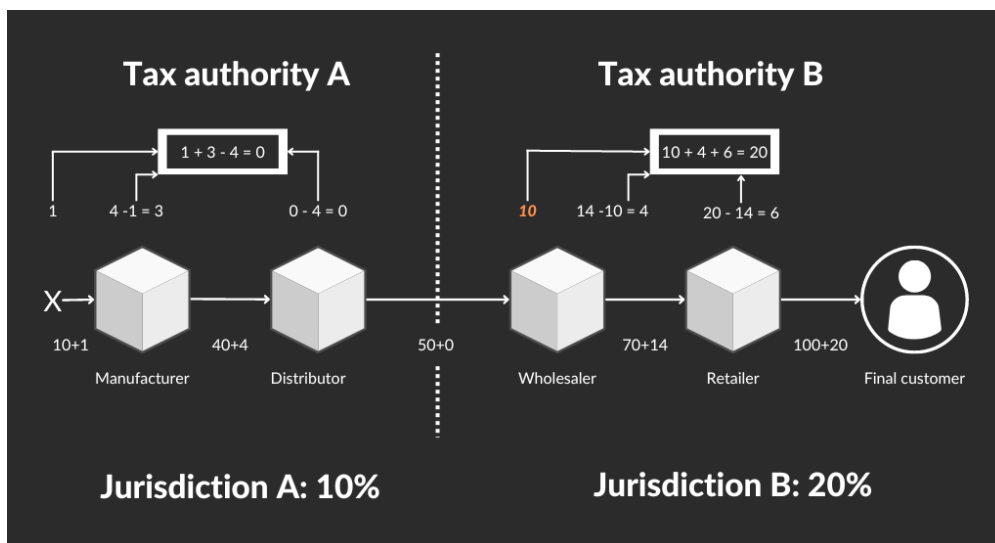 Tax authority A
Tax authority B
1 + 3 - 4 = 0
10 + 4 + 6 = 20
1
4 -1 = 3
0 - 4 = 0
10
14 -10 = 4
20 - 14 = 6
X
10+1
40+4
50+0
70+14
100+20
Manufacturer
Distributor
Wholesaler
Retailer
Final customer
Jurisdiction A: 10%
Jurisdiction B: 20%